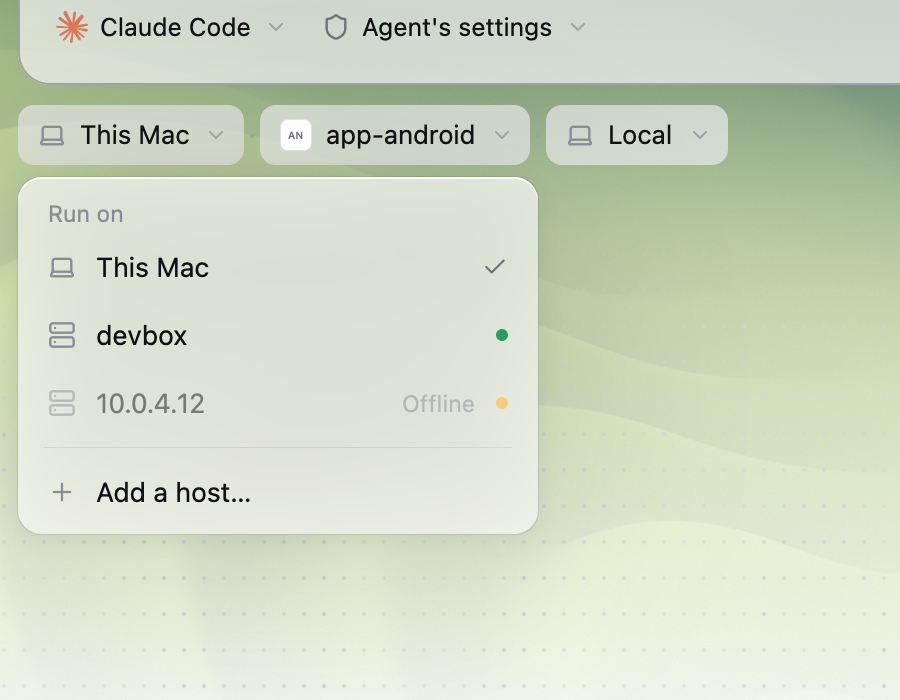 Claude Code
Agent's settings
This Mac
AN
app-android
Local
Run on
This Mac
devbox
10.0.4.12
Offline
Add a host...